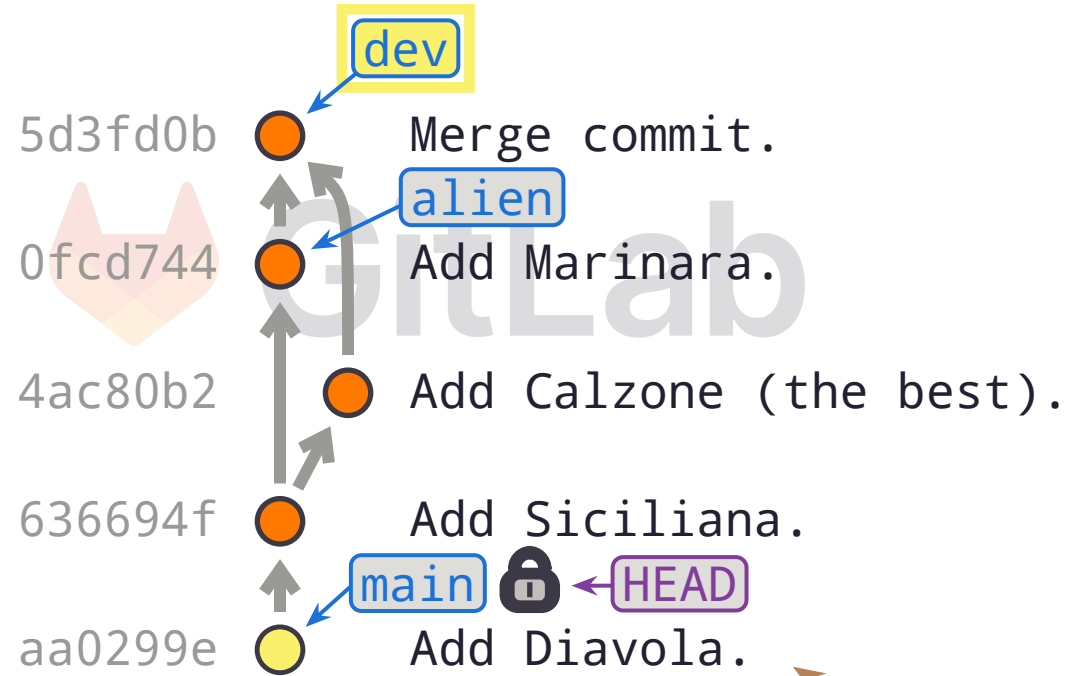 dev
5d3fd0b Merge commit.
alien
GitLab
0fcd744 Add Marinara.
4ac80b2 Add Calzone (the best).
636694f Add Siciliana.
main HEAD
aa0299e Add Diavola.